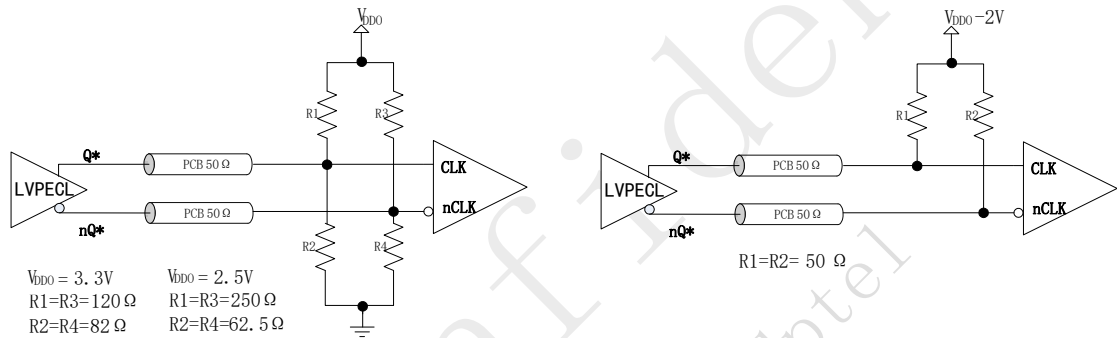 VDDO
R1
R3
Q*
PCB 50 Ω
CLK
LVPECL
PCB 50 Ω
nCLK
nQ*
R2
R4
VDDO = 3.3V
R1=R3=120 Ω
R2=R4=82 Ω
VDDO = 2.5V
R1=R3=250 Ω
R2=R4=62.5 Ω
VDDO-2V
R1
R2
Q*
PCB 50 Ω
CLK
LVPECL
PCB 50 Ω
nCLK
nQ*
R1=R2= 50 Ω